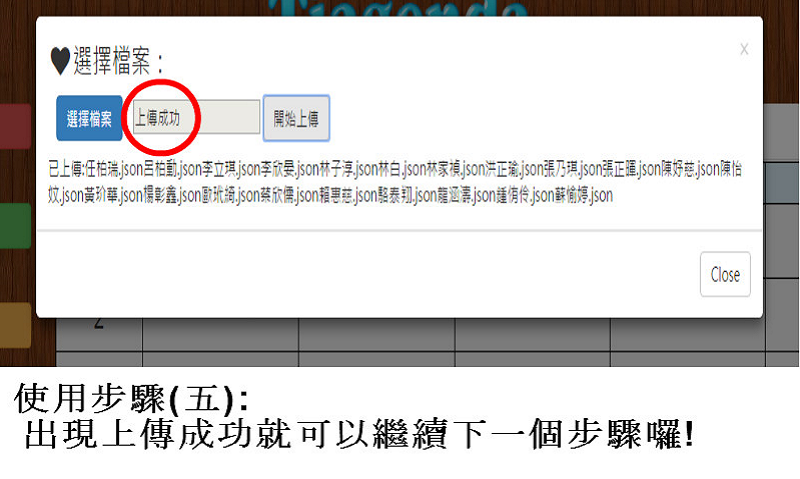 Tiagenda
♥選擇檔案：
x
選擇檔案 上傳成功 開始上傳
已上傳:任柏瑞.json呂柏勳.json李立琪.json李欣晏.json林子淳.json林白.json林家禎.json洪正瑜.json張乃琪.json張正暉.json陳妤慈.json陳怡
妏.json黃玠華.json楊彰鑫.json歐玳綺.json蔡欣儒.json賴惠慈.json駱泰翔.json龍泓濤.json鍾侑伶.json蘇愉婷.json
Close
2
使用步驟(五):
出現上傳成功就可以繼續下一個步驟囉!